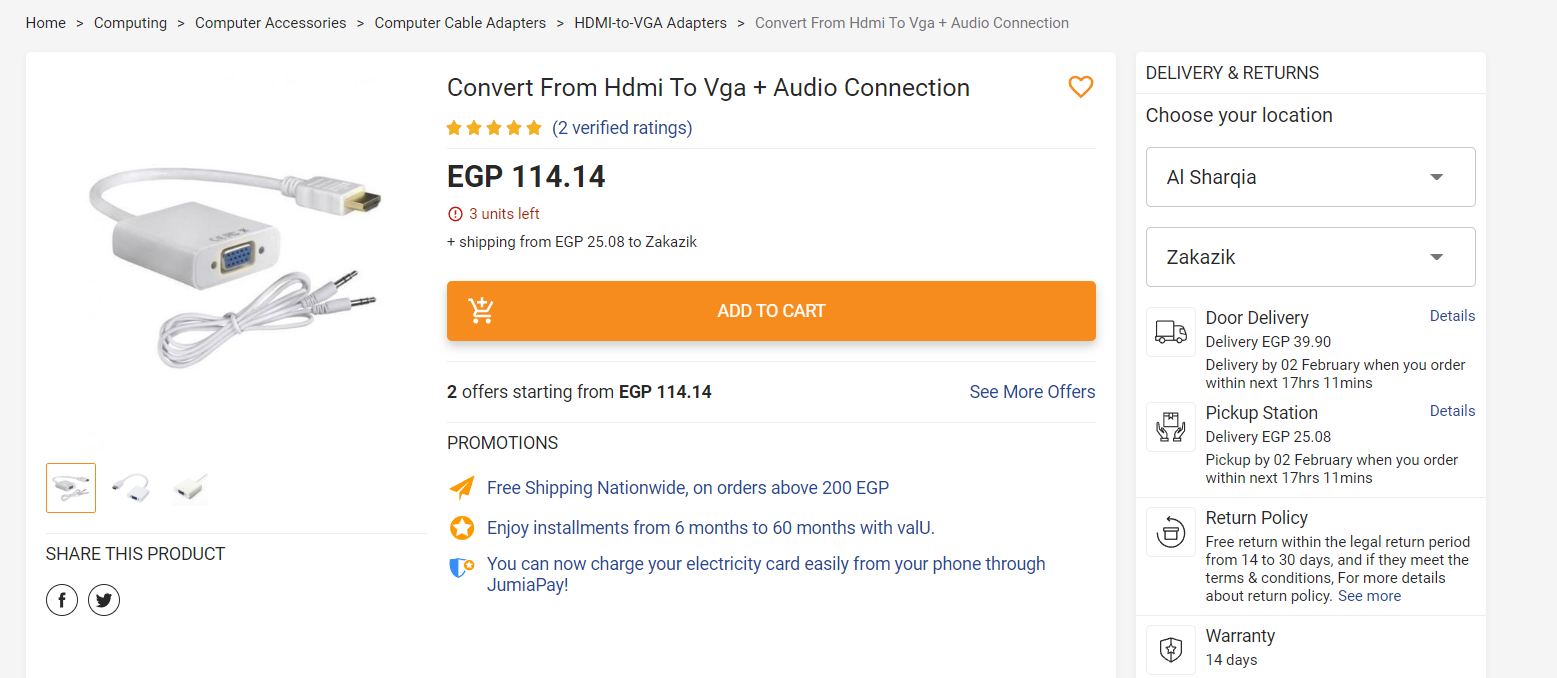 Home > Computing > Computer Accessories > Computer Cable Adapters > HDMI-to-VGA Adapters > Convert From Hdmi To Vga + Audio Connection
Convert From Hdmi To Vga + Audio Connection
(2 verified ratings)
EGP 114.14
3 units left
+ shipping from EGP 25.08 to Zakazik
ADD TO CART
2 offers starting from EGP 114.14
See More Offers
PROMOTIONS
Free Shipping Nationwide, on orders above 200 EGP
Enjoy installments from 6 months to 60 months with valU.
You can now charge your electricity card easily from your phone through
JumiaPay!
SHARE THIS PRODUCT
DELIVERY & RETURNS
Choose your location
Al Sharqia
Zakazik
Door Delivery
Details
Delivery EGP 39.90
Delivery by 02 February when you order
within next 17hrs 11mins
Pickup Station
Details
Delivery EGP 25.08
Pickup by 02 February when you order
within next 17hrs 11mins
Return Policy
Free return within the legal return period
from 14 to 30 days, and if they meet the
terms & conditions, For more details
about return policy. See more
Warranty
14 days